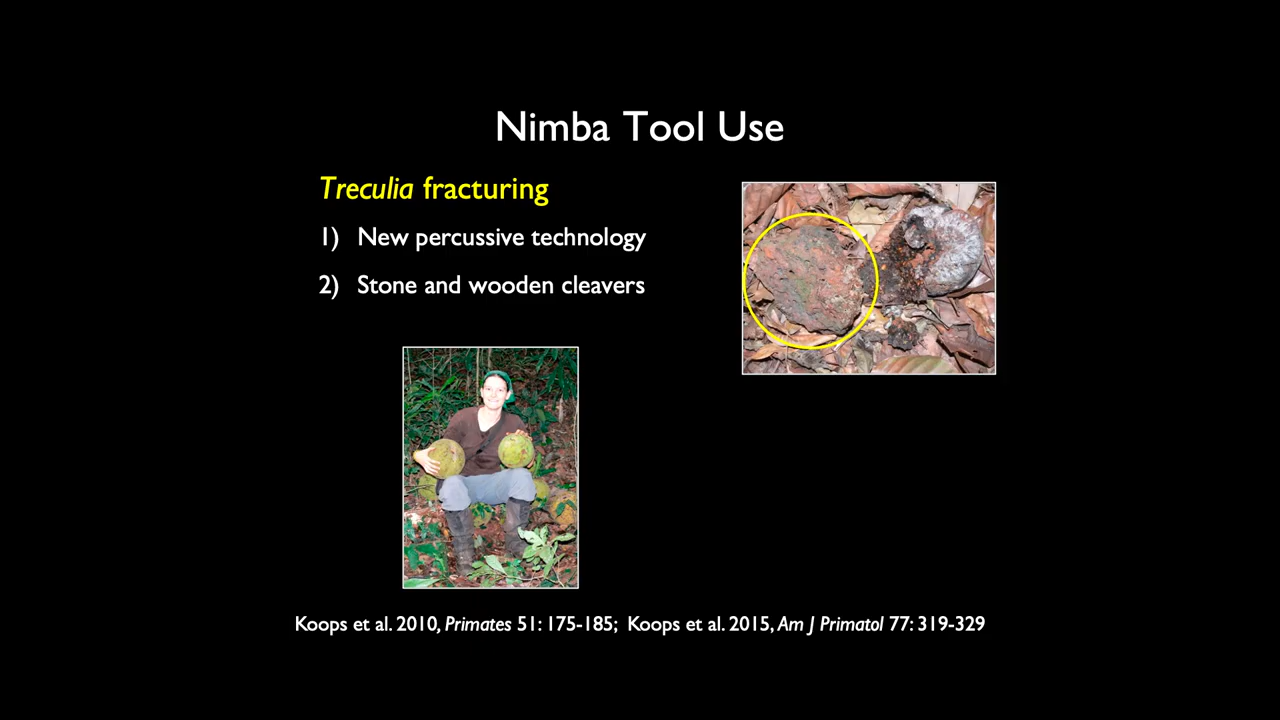 Nimba Tool Use
Treculia fracturing
1) New percussive technology
2) Stone and wooden cleavers
Koops et al. 2010, Primates 51: 175-185; Koops et al. 2015, Am J Primatol 77: 319-329